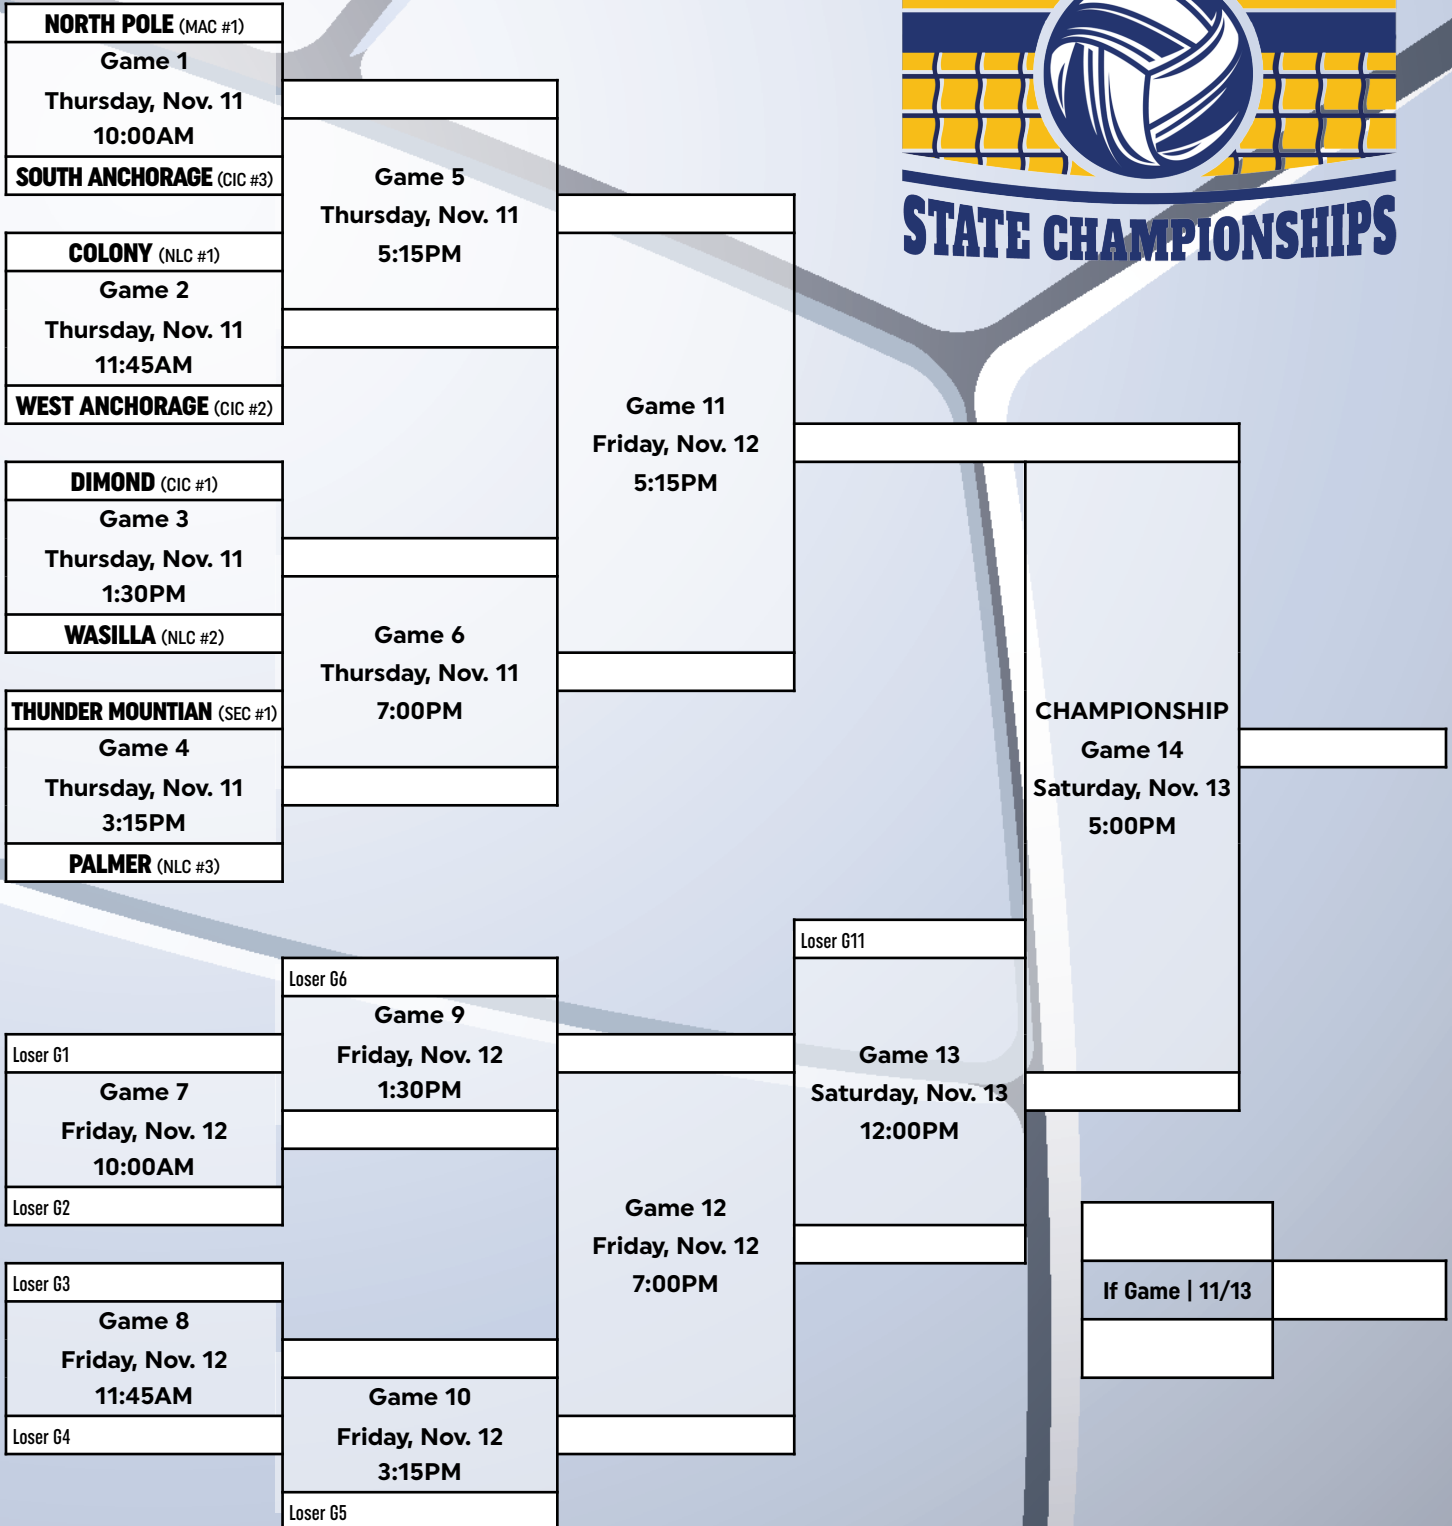 NORTH POLE (MAC #1)
Game 1
Thursday, Nov. 11
10:00AM
SOUTH ANCHORAGE (CIC #3)
COLONY (NLC #1)
Game 2
Thursday, Nov. 11
11:45AM
WEST ANCHORAGE (CIC #2)
DIMOND (CIC #1)
Game 3
Thursday, Nov. 11
1:30PM
WASILLA (NLC #2)
THUNDER MOUNTIAN (SEC #1)
Game 4
Thursday, Nov. 11
3:15PM
PALMER (NLC #3)
Game 5
Thursday, Nov. 11
5:15PM
Game 6
Thursday, Nov. 11
7:00PM
Game 11
Friday, Nov. 12
5:15PM
STATE CHAMPIONSHIPS
CHAMPIONSHIP
Game 14
Saturday, Nov. 13
5:00PM
Loser G1
Game 7
Friday, Nov. 12
10:00AM
Loser G2
Loser G3
Game 8
Friday, Nov. 12
11:45AM
Loser G4
Loser G6
Game 9
Friday, Nov. 12
1:30PM
Game 10
Friday, Nov. 12
3:15PM
Loser G5
Game 12
Friday, Nov. 12
7:00PM
Loser G11
Game 13
Saturday, Nov. 13
12:00PM
If Game | 11/13